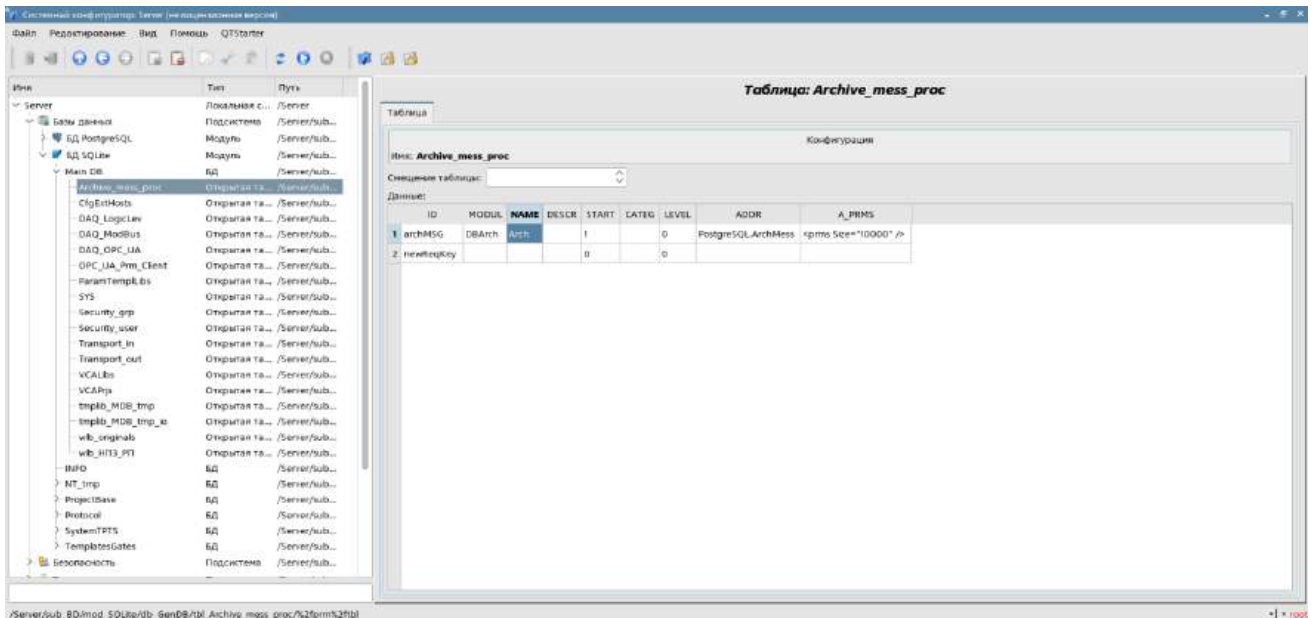 Системный конфигуратор: Server (не лицензионная версия)
Файл Редактирование Вид Помощь QTStarter
Имя Тип Путь
Server Локальная с... /Server
Базы данных Подсистема /Server/sub...
БД PostgreSQL Модуль /Server/sub...
БД SQLite Модуль /Server/sub...
Main DB БД /Server/sub...
Archive_mess_proc Открытая та... /Server/sub...
CfgExtHosts Открытая та... /Server/sub...
DAQ_LogicLev Открытая та... /Server/sub...
DAQ_ModBus Открытая та... /Server/sub...
DAQ_OPC_UA Открытая та... /Server/sub...
OPC_UA_Prm_Client Открытая та... /Server/sub...
ParamTemplLibs Открытая та... /Server/sub...
SYS Открытая та... /Server/sub...
Security_grp Открытая та... /Server/sub...
Security_user Открытая та... /Server/sub...
Transport_in Открытая та... /Server/sub...
Transport_out Открытая та... /Server/sub...
VCALibs Открытая та... /Server/sub...
VCAPrjs Открытая та... /Server/sub...
tmplib_MDB_tmp Открытая та... /Server/sub...
tmplib_MDB_tmp_io Открытая та... /Server/sub...
wlb_originals Открытая та... /Server/sub...
wlb_НПЗ_РП Открытая та... /Server/sub...
INFO БД /Server/sub...
NT_tmp БД /Server/sub...
ProjectBase БД /Server/sub...
Protocol БД /Server/sub...
SystemTPTS БД /Server/sub...
TemplatesGates БД /Server/sub...
Безопасность Подсистема /Server/sub...
Таблица: Archive_mess_proc
Таблица
Конфигурация
Имя: Archive_mess_proc
Смещение таблицы:
Данные:
ID MODUL NAME DESCR START CATEG LEVEL ADDR A_PRMS
1 archMSG DBArch Arch 1 0 PostgreSQL.ArchMess <prms Size="10000" />
2 newReqKey 0 0
/Server/sub_BD/mod_SQLite/db_GenDB/tbl_Archive_mess_proc/%2fprm%2ftbl
root